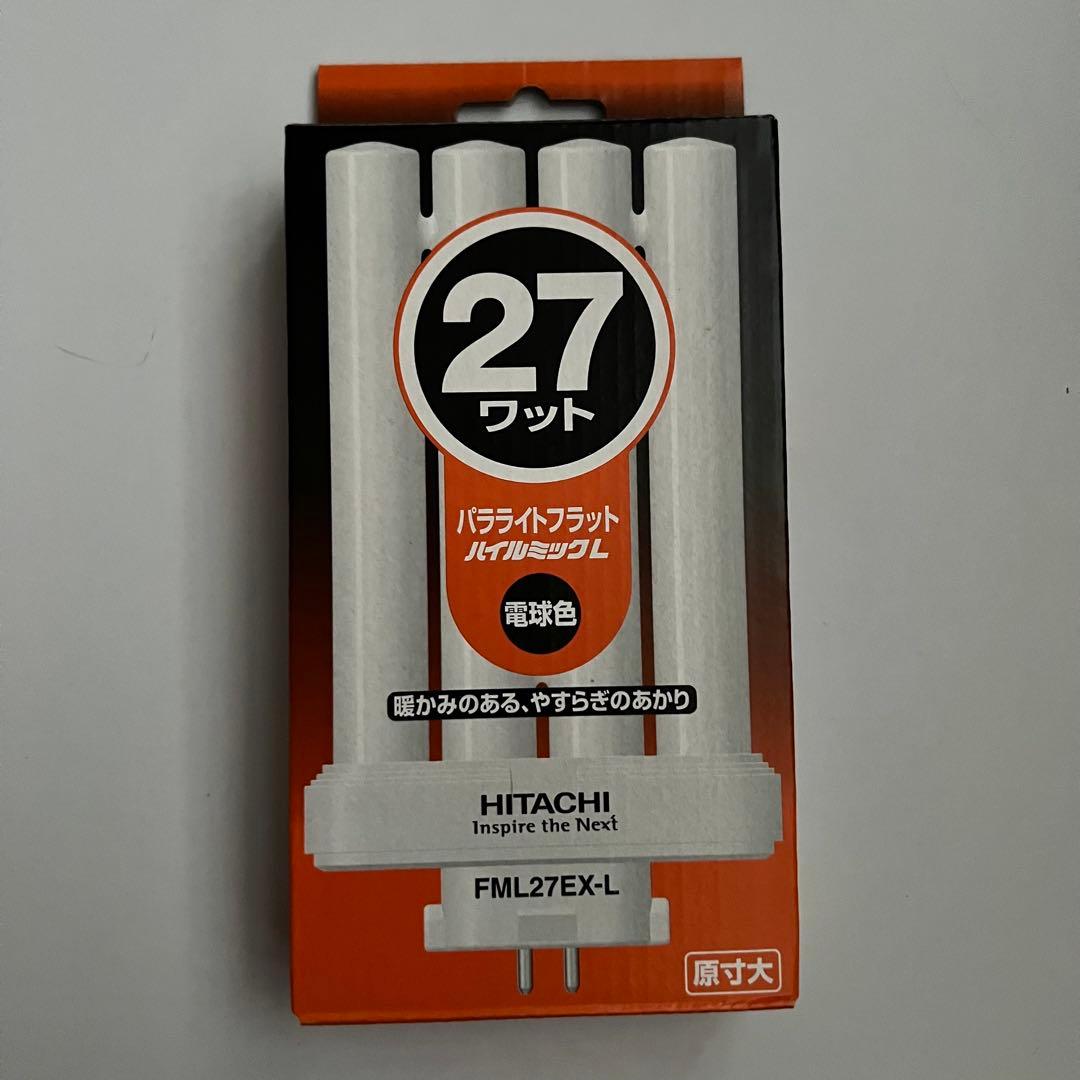 27
ワット
パラライトフラット
ハイルミックL
電球色
暖かみのある、やすらぎのあかり
HITACHI
Inspire the Next
FML27EX-L
原寸大